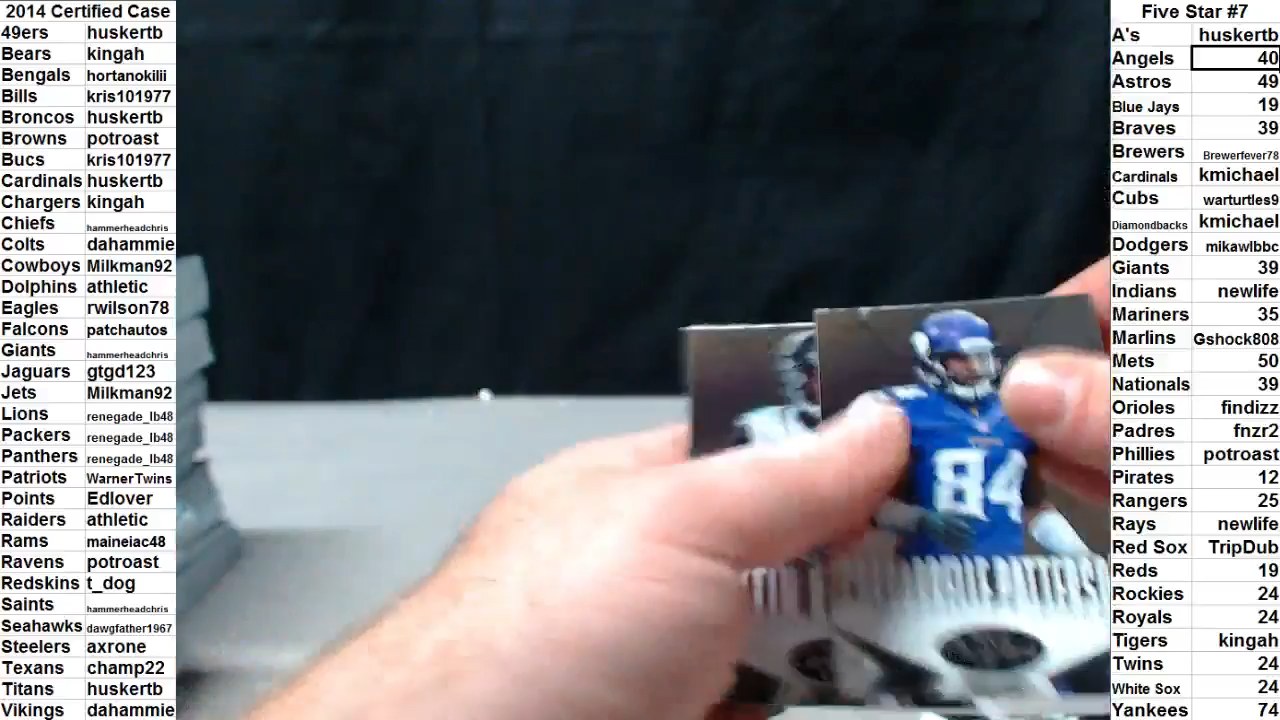 2014 Certified Case
49ers huskertb
Bears kingah
Bengals hortanokilii
Bills kris101977
Broncos huskertb
Browns potroast
Bucs kris101977
Cardinals huskertb
Chargers kingah
Chiefs hammerheadchris
Colts dahammie
Cowboys Milkman92
Dolphins athletic
Eagles rwilson78
Falcons patchautos
Giants hammerheadchris
Jaguars gtgd123
Jets Milkman92
Lions renegade_lb48
Packers renegade_lb48
Panthers renegade_lb48
Patriots WarnerTwins
Points Edlover
Raiders athletic
Rams maineiac48
Ravens potroast
Redskins t_dog
Saints hammerheadchris
Seahawks dawgfather1967
Steelers axrone
Texans champ22
Titans huskertb
Vikings dahammie
84
Five Star #7
A's huskertb
Angels 40
Astros 49
Blue Jays 19
Braves 39
Brewers Brewerfever78
Cardinals kmichael
Cubs warturtles9
Diamondbacks kmichael
Dodgers mikawlbbc
Giants 39
Indians newlife
Mariners 35
Marlins Gshock808
Mets 50
Nationals 39
Orioles findizz
Padres fnzr2
Phillies potroast
Pirates 12
Rangers 25
Rays newlife
Red Sox TripDub
Reds 19
Rockies 24
Royals 24
Tigers kingah
Twins 24
White Sox 24
Yankees 74